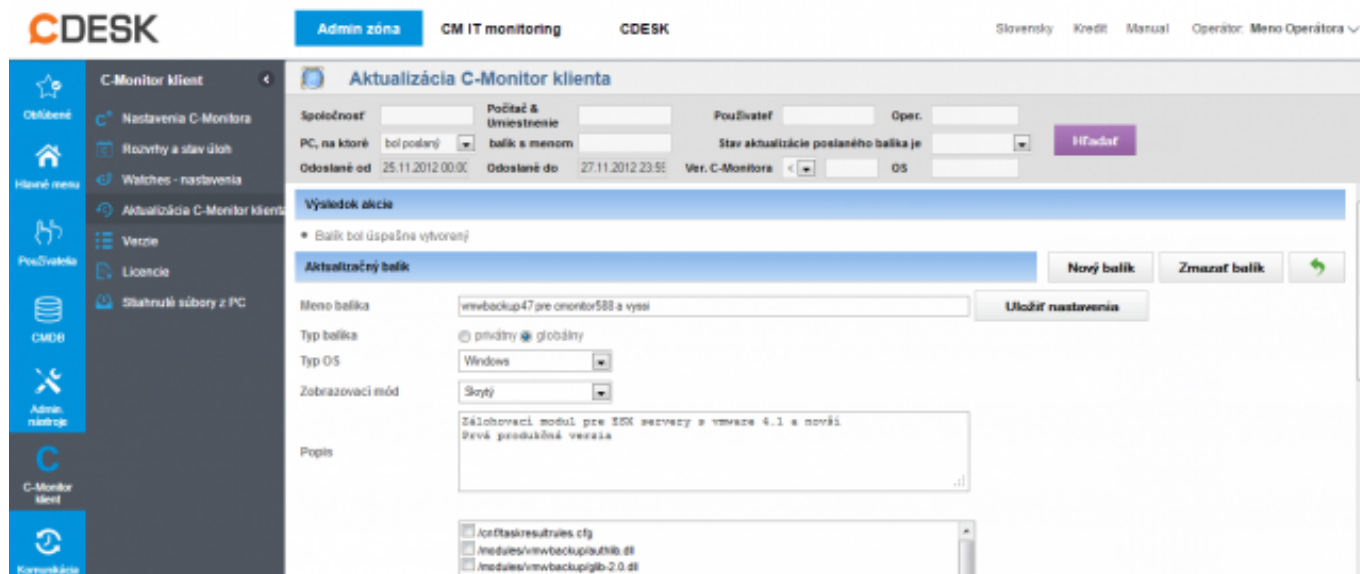 CDESK
Admin zóna
CM IT monitoring
CDESK
Slovensky
Kredit
Manual
Operátor: Meno Operátora
Obľúbené
Hlavné menu
Používatelia
CMDB
Admin. nástroje
C-Monitor klient
Komunikácia
C-Monitor klient
Nastavenia C-Monitora
Rozvrhy a stav úloh
Watches - nastavenia
Aktualizácia C-Monitor klienta
Verzie
Licencie
Stiahnuté súbory z PC
Aktualizácia C-Monitor klienta
Spoločnosť
Počítač & Umiestnenie
Používateľ
Oper.
PC, na ktoré
bol poslaný
balík s menom
Stav aktualizácie poslaného balíka je
Hľadať
Odoslané od
25.11.2012 00:00
Odoslané do
27.11.2012 23:59
Ver. C-Monitora
<
OS
Výsledok akcie
Balík bol úspešne vytvorený
Aktualizačný balík
Nový balík
Zmazať balík
Meno balíka
vmwbackup47 pre cmonitor588 a vyssi
Uložiť nastavenia
Typ balíka
privátny
globálny
Typ OS
Windows
Zobrazovací mód
Skrytý
Popis
Zálohovací modul pre ESX servery s vmware 4.1 a novší
Prvá produkčná verzia
/cnf/taskresultrules.cfg
/modules/vmwbackup/authlib.dll
/modules/vmwbackup/glib-2.0.dll